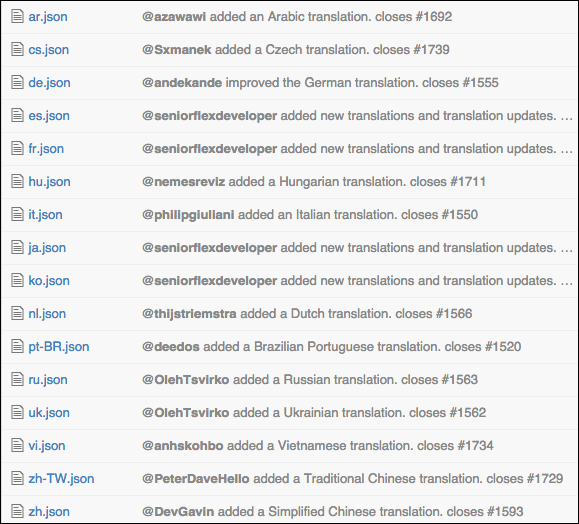 ar.json @azawawi added an Arabic translation. closes #1692
cs.json @Sxmanek added a Czech translation. closes #1739
de.json @andekande improved the German translation. closes #1555
es.json @seniorflexdeveloper added new translations and translation updates. …
fr.json @seniorflexdeveloper added new translations and translation updates. …
hu.json @nemesreviz added a Hungarian translation. closes #1711
it.json @philipgiuliani added an Italian translation. closes #1550
ja.json @seniorflexdeveloper added new translations and translation updates. …
ko.json @seniorflexdeveloper added new translations and translation updates. …
nl.json @thijstriemstra added a Dutch translation. closes #1566
pt-BR.json @deedos added a Brazilian Portuguese translation. closes #1520
ru.json @OlehTsvirko added a Russian translation. closes #1563
uk.json @OlehTsvirko added a Ukrainian translation. closes #1562
vi.json @anhskohbo added a Vietnamese translation. closes #1734
zh-TW.json @PeterDaveHello added a Traditional Chinese translation. closes #1729
zh.json @DevGavin added a Simplified Chinese translation. closes #1593